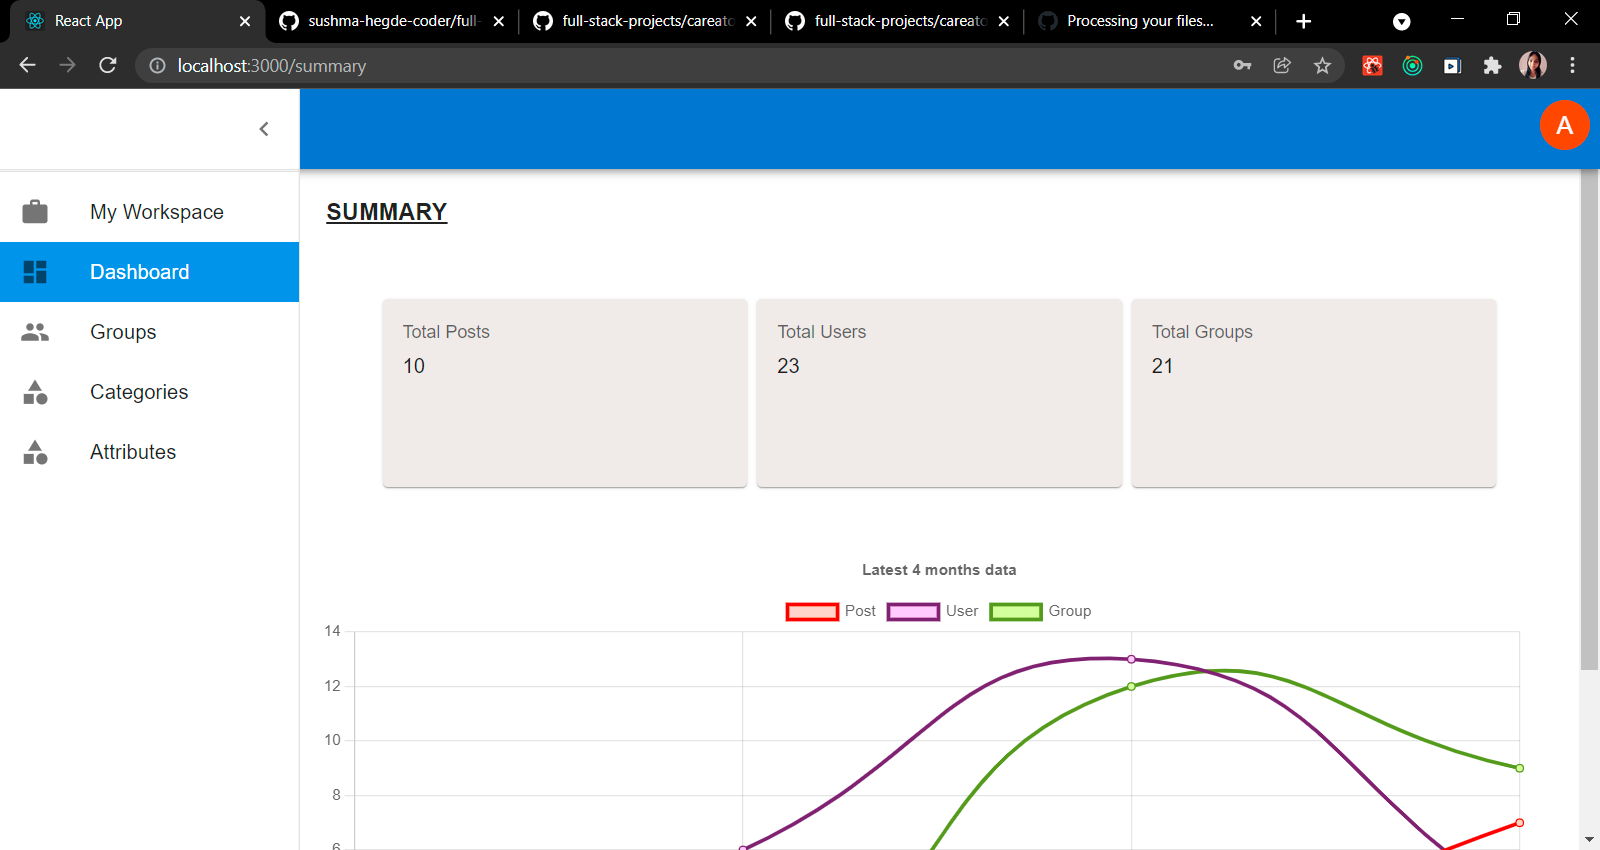 React App
sushma-hegde-coder/full-
full-stack-projects/careato
full-stack-projects/careato
Processing your files...
localhost:3000/summary
A
My Workspace
Dashboard
Groups
Categories
Attributes
SUMMARY
Total Posts
10
Total Users
23
Total Groups
21
Latest 4 months data
Post User Group
14
12
10
8
6